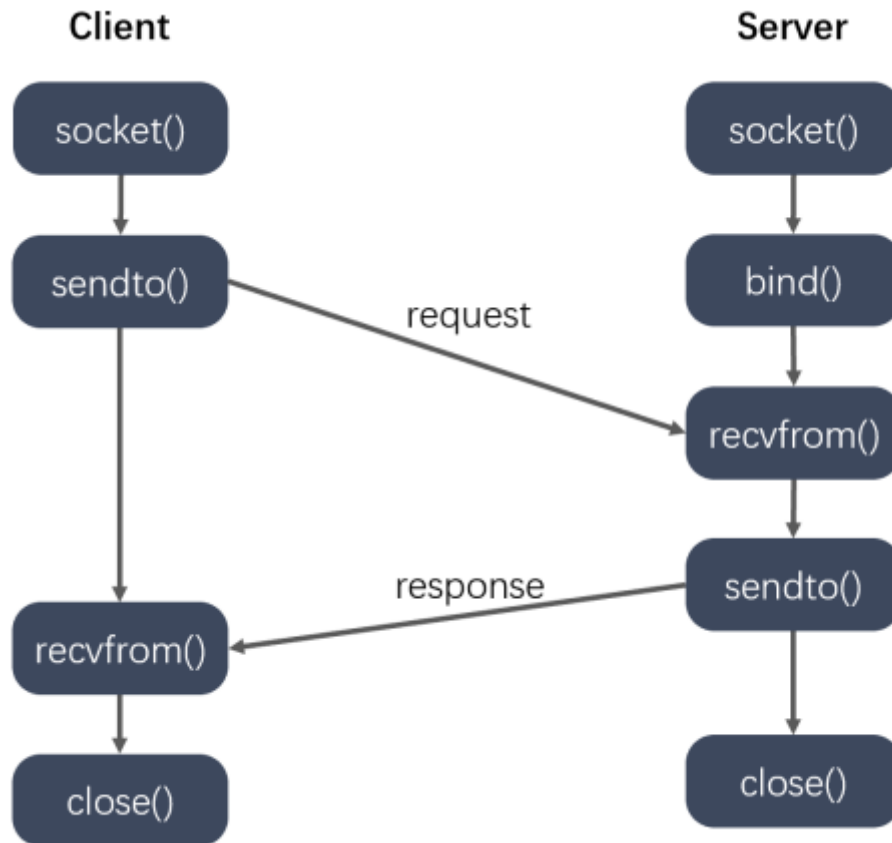 Client
Server
socket()
socket()
sendto()
bind()
request
recvfrom()
response
sendto()
recvfrom()
close()
close()